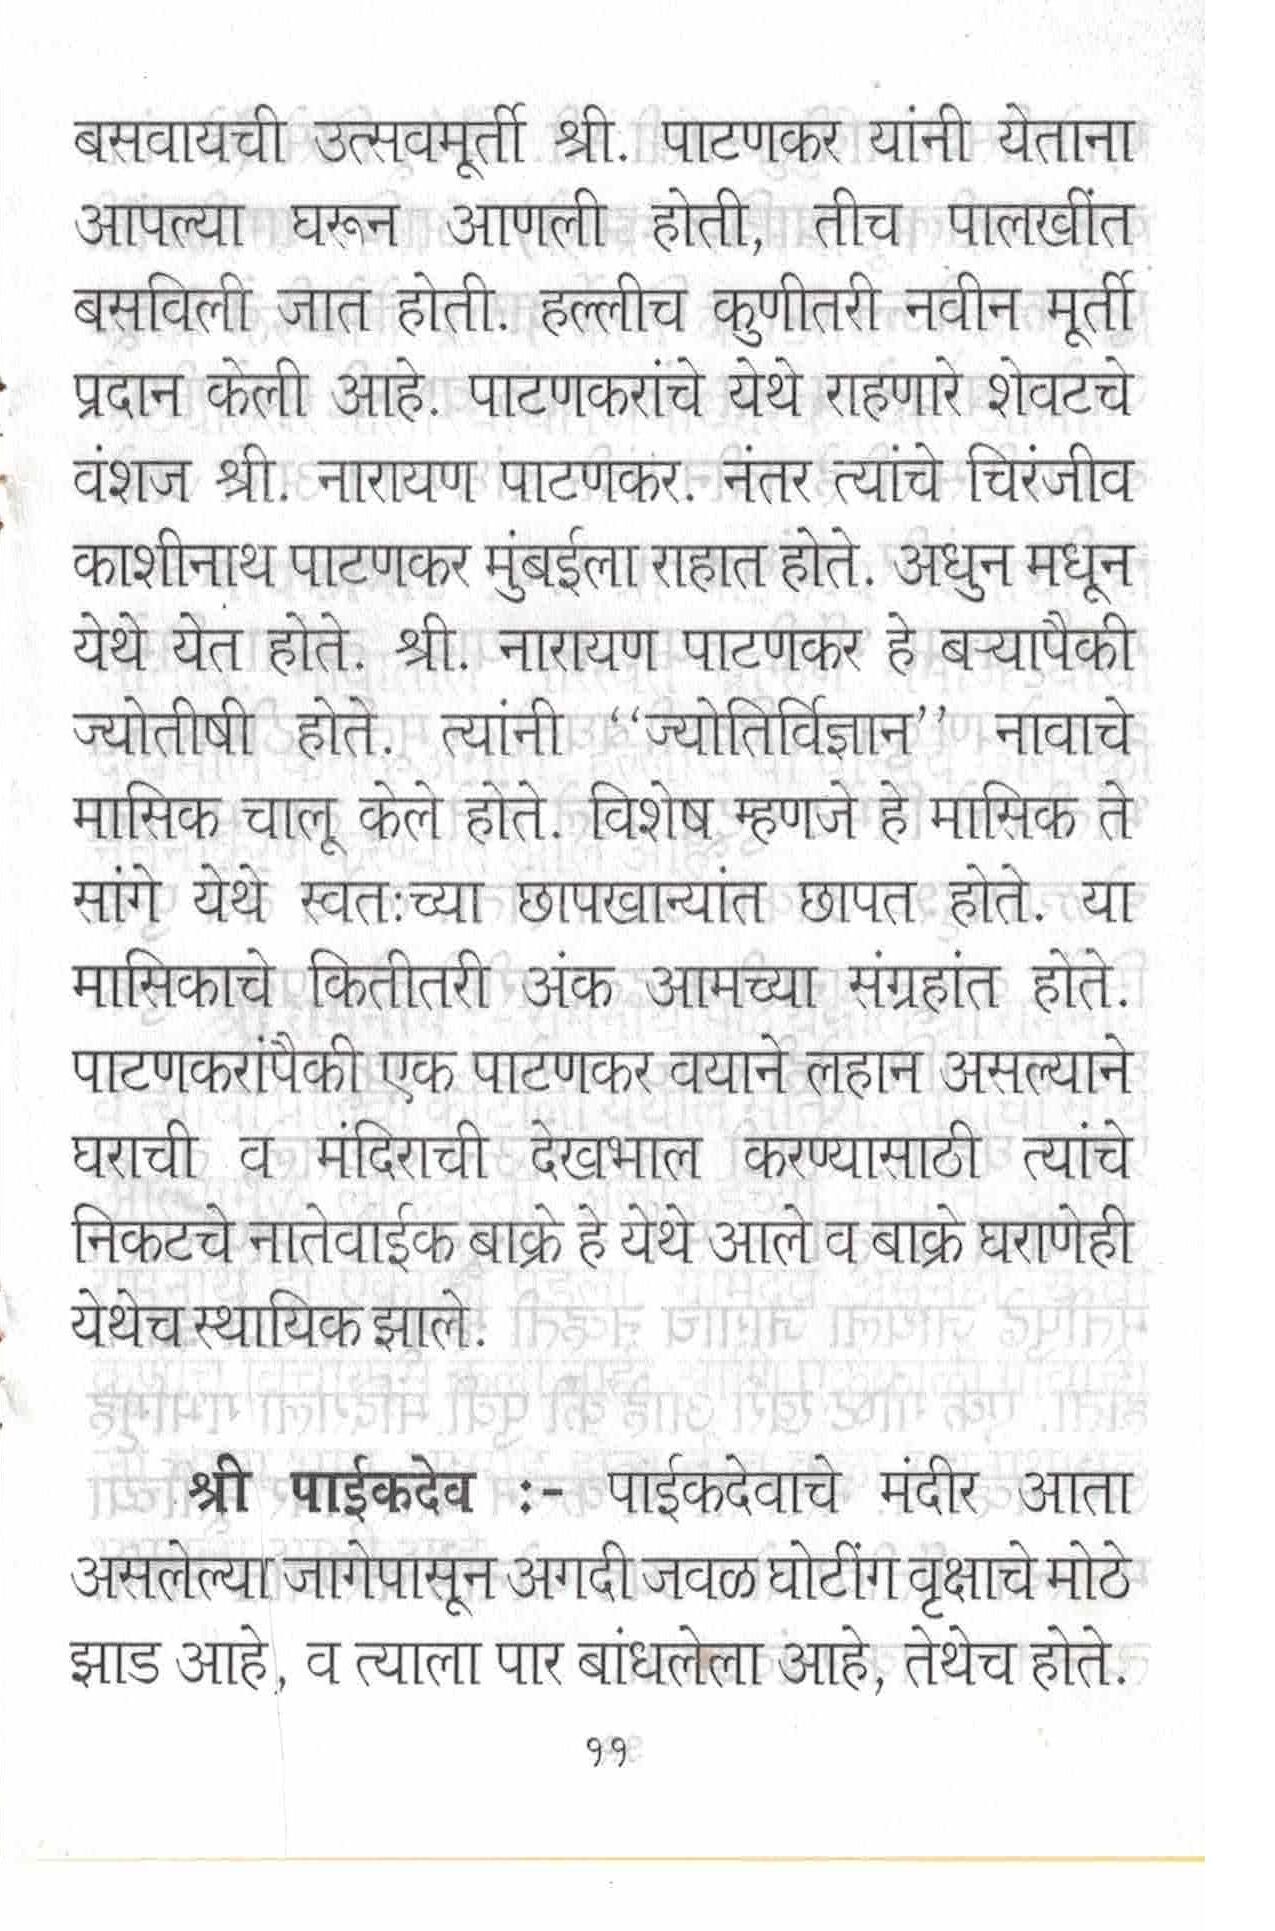 बसवायची उत्सवमूर्ती श्री. पाटणकर यांनी येताना
आपल्या घरून आणली होती, तीच पालखींत
बसविली जात होती. हल्लीच कुणीतरी नवीन मूर्ती
प्रदान केली आहे. पाटणकरांचे येथे राहणारे शेवटचे
वंशज श्री. नारायण पाटणकर. नंतर त्यांचे चिरंजीव
काशीनाथ पाटणकर मुंबईला राहात होते. अधुन मधून
येथे येत होते. श्री. नारायण पाटणकर हे बऱ्यापैकी
ज्योतीषी होते. त्यांनी “ज्योतिर्विज्ञान” नावाचे
मासिक चालू केले होते. विशेष म्हणजे हे मासिक ते
सांगे येथे स्वतःच्या छापखान्यांत छापत होते. या
मासिकाचे कितीतरी अंक आमच्या संग्रहांत होते.
पाटणकरांपैकी एक पाटणकर वयाने लहान असल्याने
घराची व मंदिराची देखभाल करण्यासाठी त्यांचे
निकटचे नातेवाईक बाक्रे हे येथे आले व बाक्रे घराणेही
येथेच स्थायिक झाले.
श्री पाईकदेव :- पाईकदेवाचे मंदीर आता
असलेल्या जागेपासून अगदी जवळ घोटींग वृक्षाचे मोठे
झाड आहे, व त्याला पार बांधलेला आहे, तेथेच होते.
११